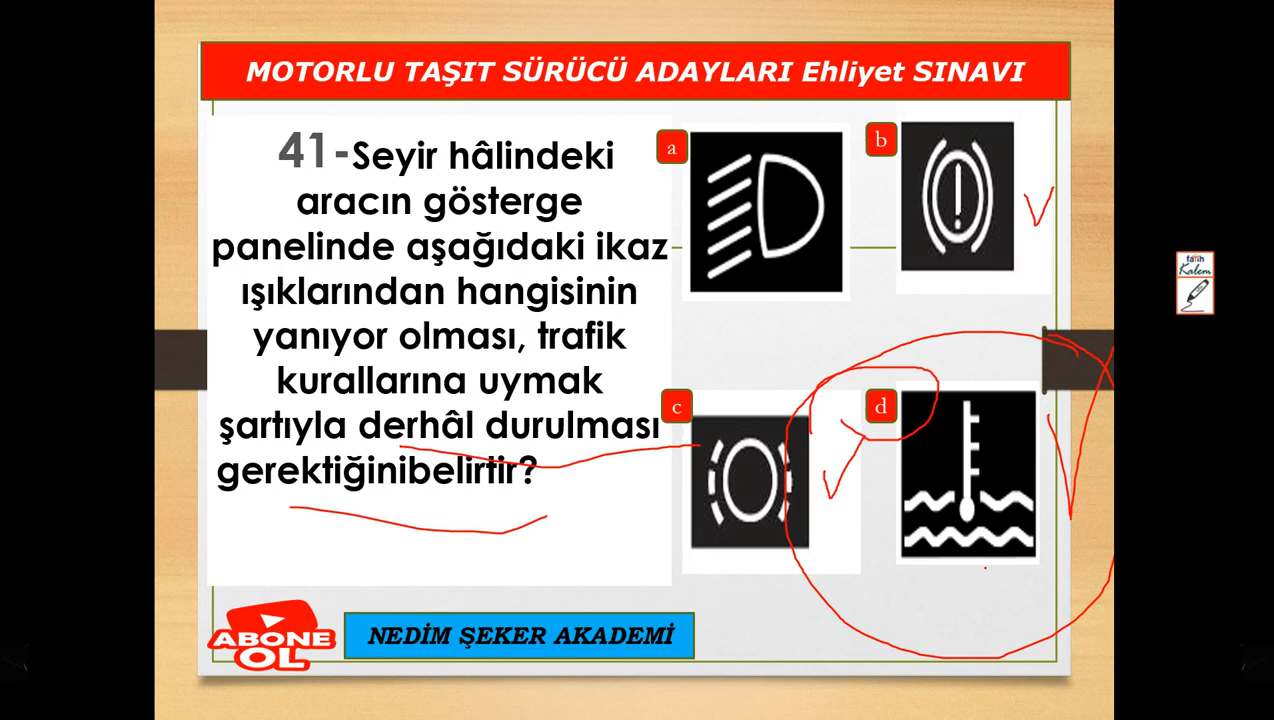 MOTORLU TAŞIT SÜRÜCÜ ADAYLARI Ehliyet SINAVI
41-Seyir hâlindeki
aracın gösterge
panelinde aşağıdaki ikaz
ışıklarından hangisinin
yanıyor olması, trafik
kurallarına uymak
şartıyla derhâl durulması
gerektiğinibelirtir?
a
b
c
d
fatih
Kalem
ABONE
OL
NEDİM ŞEKER AKADEMİ